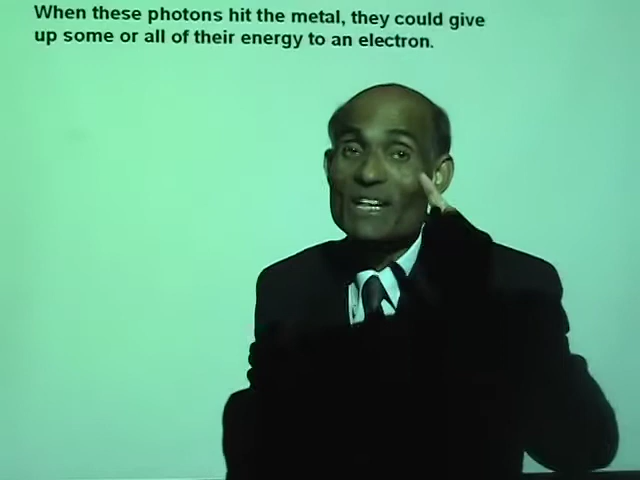 When these photons hit the metal, they could give
up some or all of their energy to an electron.